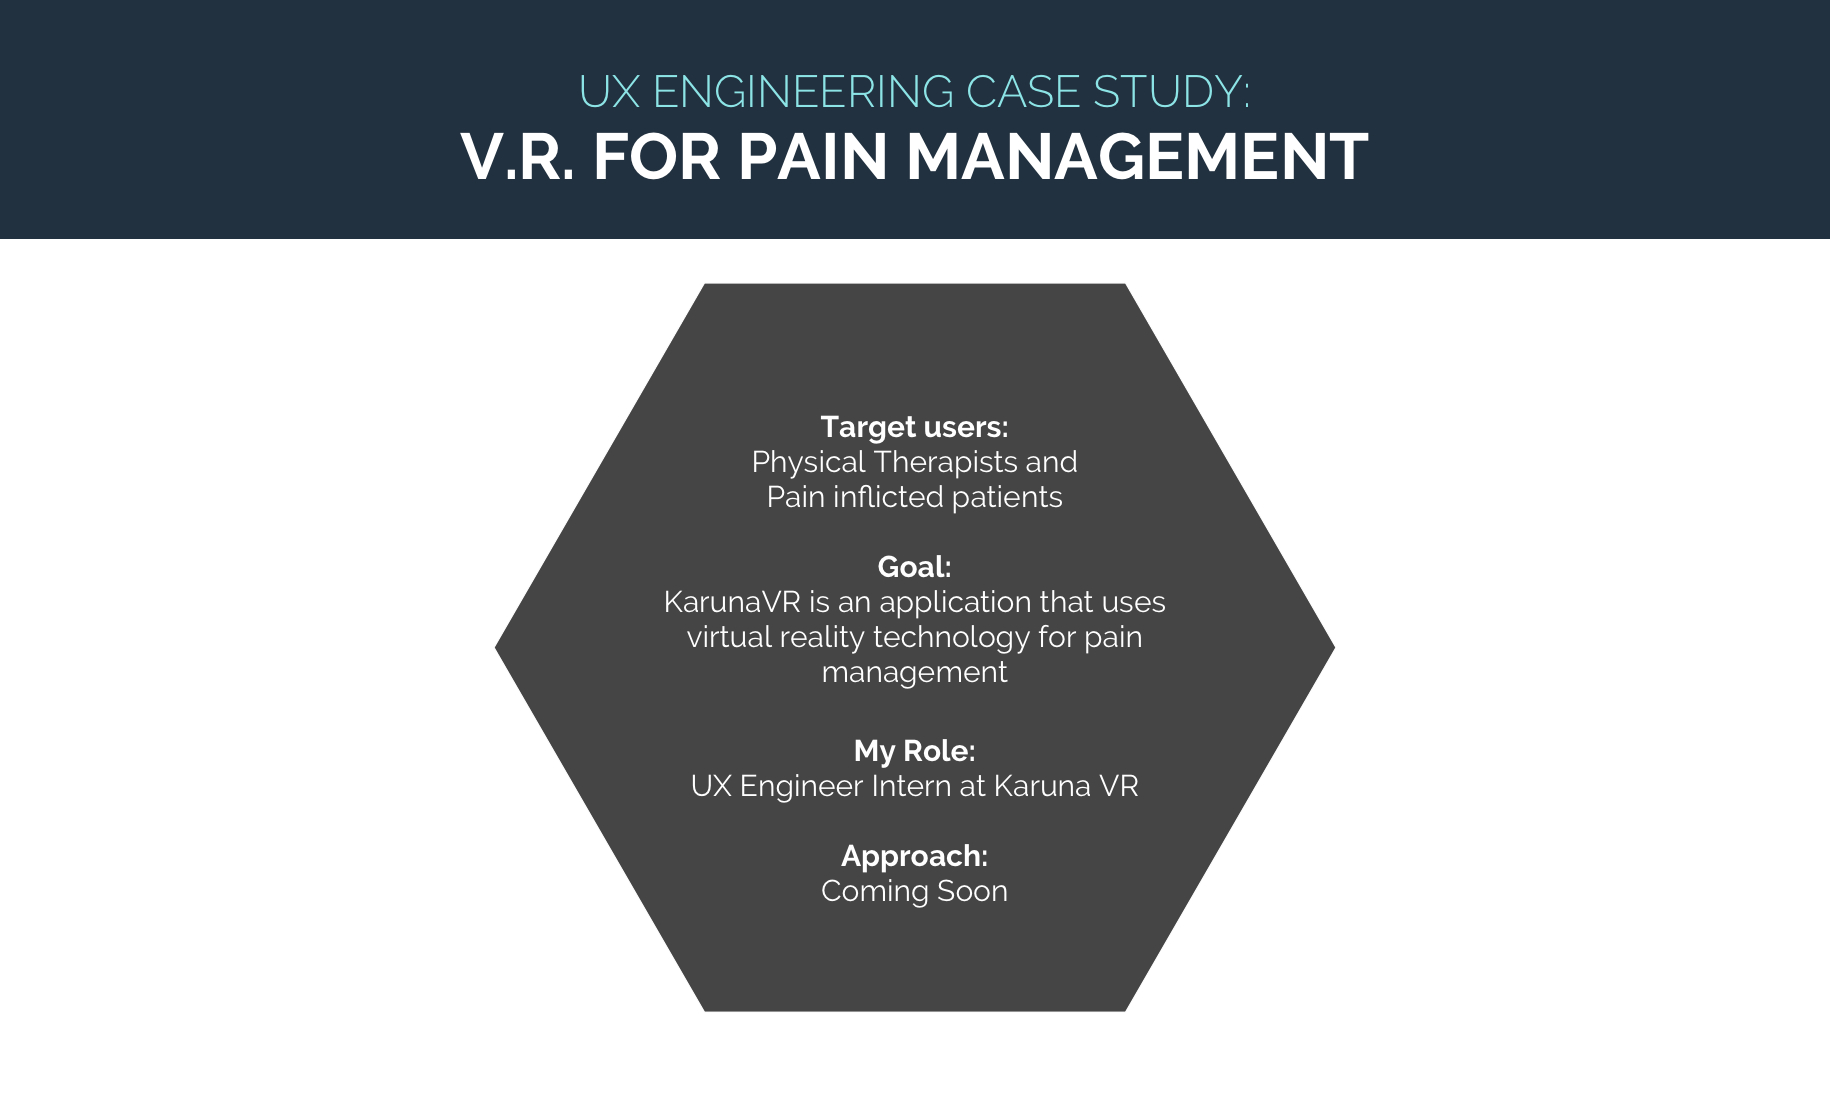 UX ENGINEERING CASE STUDY:
V.R. FOR PAIN MANAGEMENT
Target users:
Physical Therapists and
Pain inflicted patients
Goal:
KarunaVR is an application that uses
virtual reality technology for pain
management
My Role:
UX Engineer Intern at Karuna VR
Approach:
Coming Soon